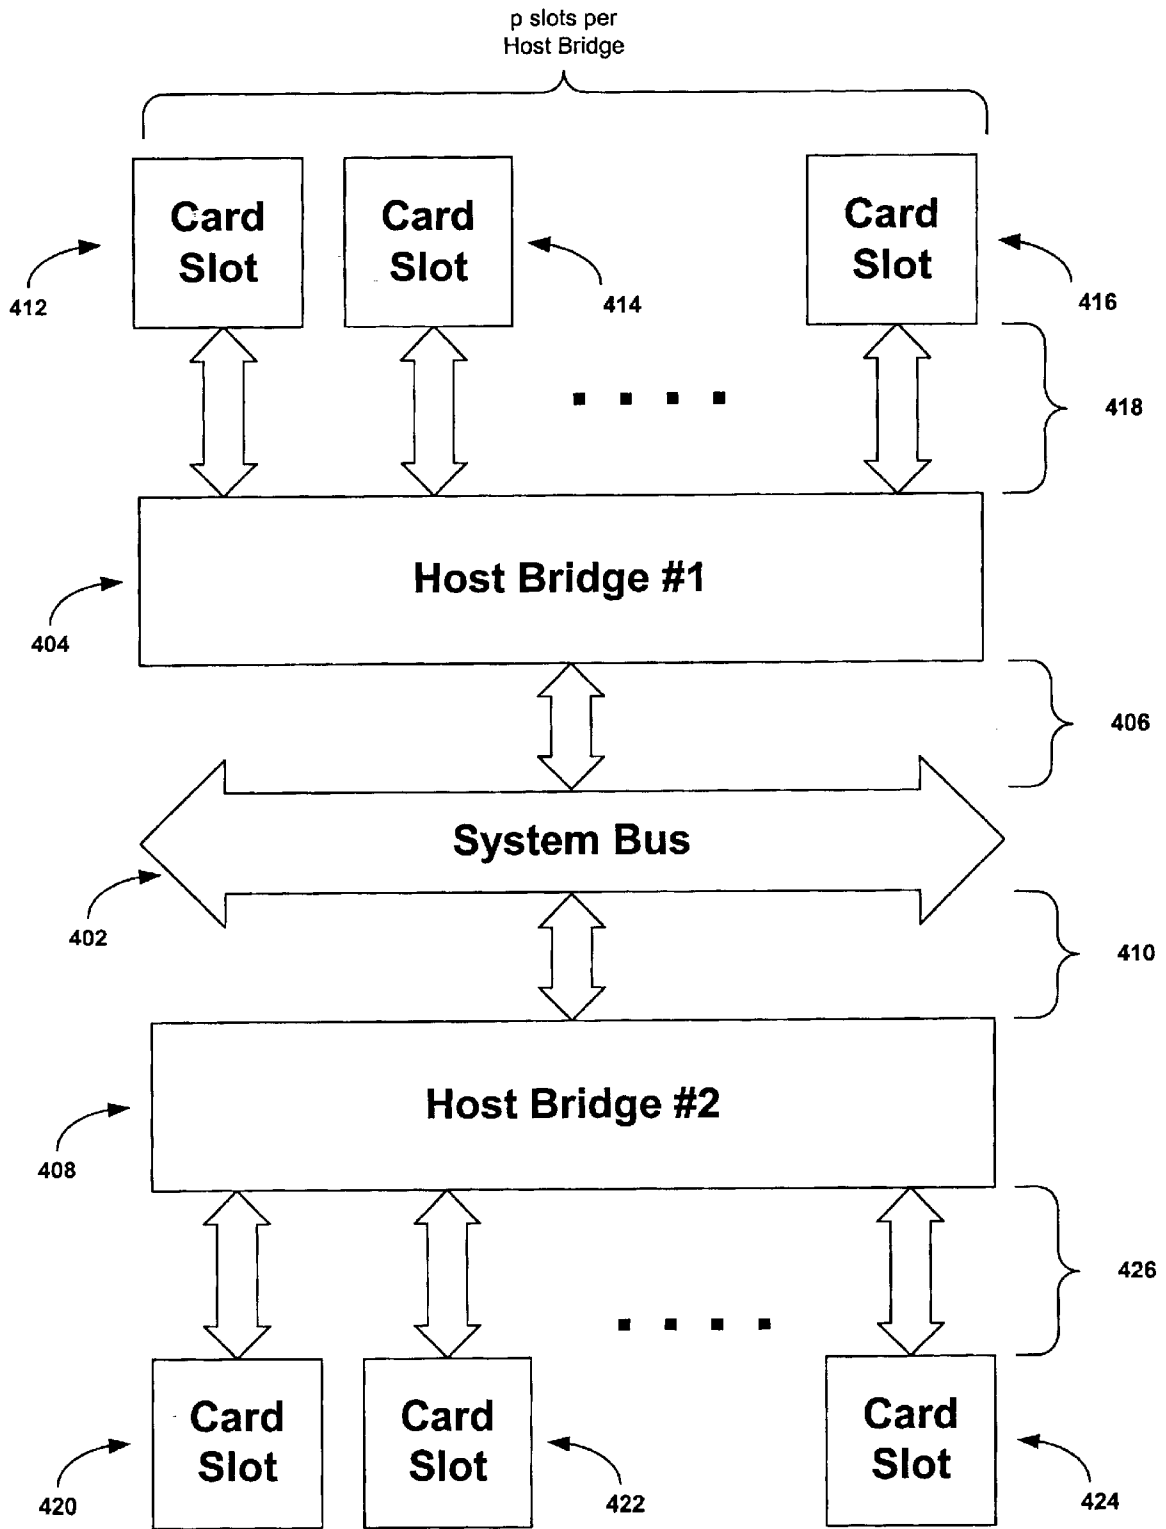 p slots per
Host Bridge
Card
Slot
Card
Slot
Card
Slot
412
414
416
418
Host Bridge #1
404
406
System Bus
402
410
Host Bridge #2
408
426
Card
Slot
Card
Slot
Card
Slot
420
422
424